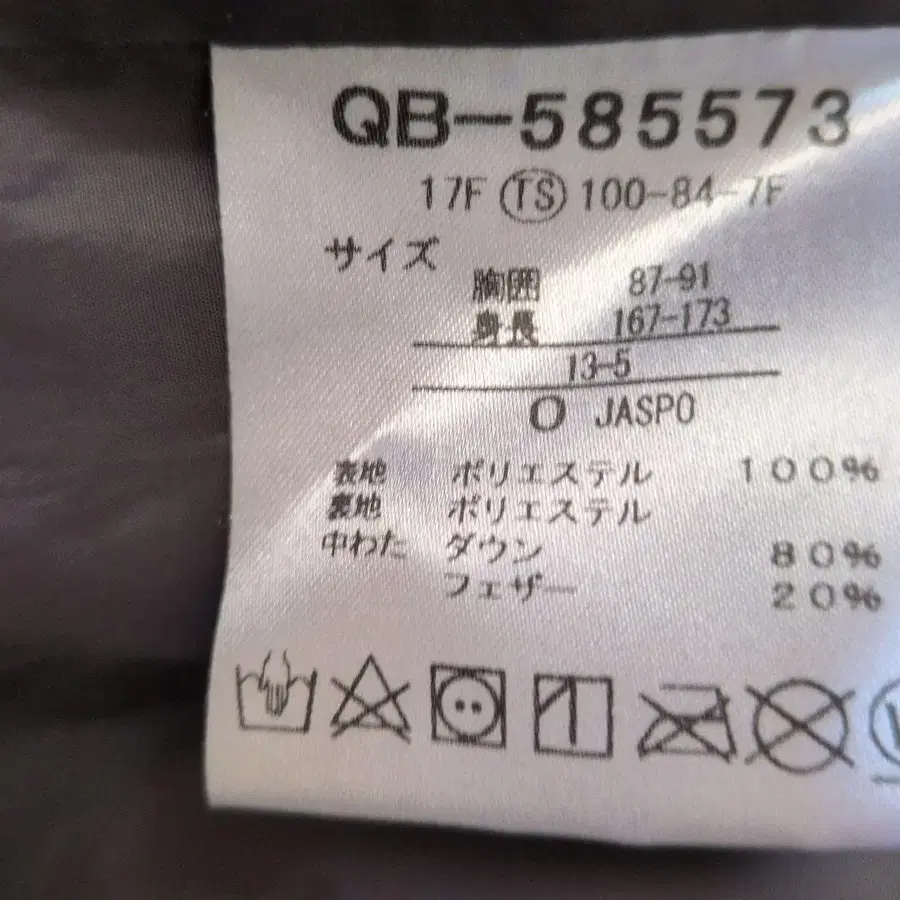 QB-585573
17F TS 100-84-7F
サイズ
胸囲 87-91
身長 167-173
13-5
O JASPO
表地 ポリエステル 100%
裏地 ポリエステル
中わた ダウン 80%
フェザー 20%